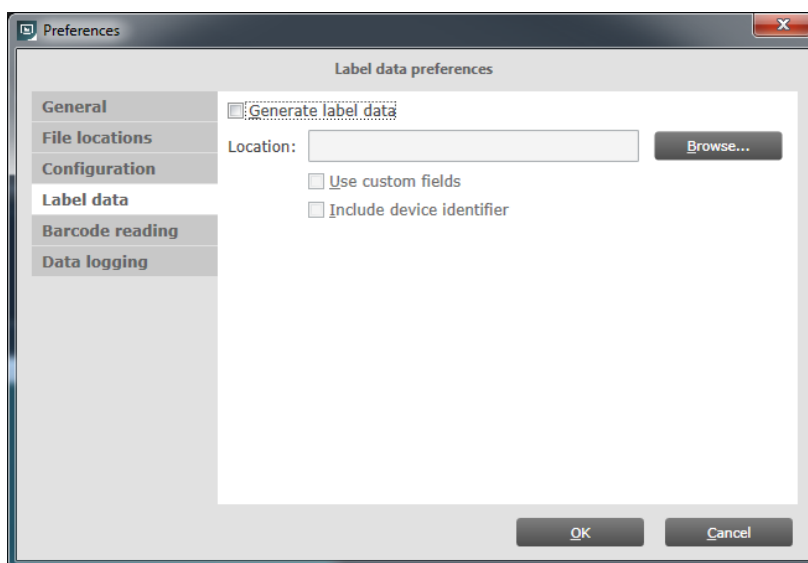 Preferences
Label data preferences
General
File locations
Configuration
Label data
Barcode reading
Data logging
Generate label data
Location:
Browse...
Use custom fields
Include device identifier
OK
Cancel